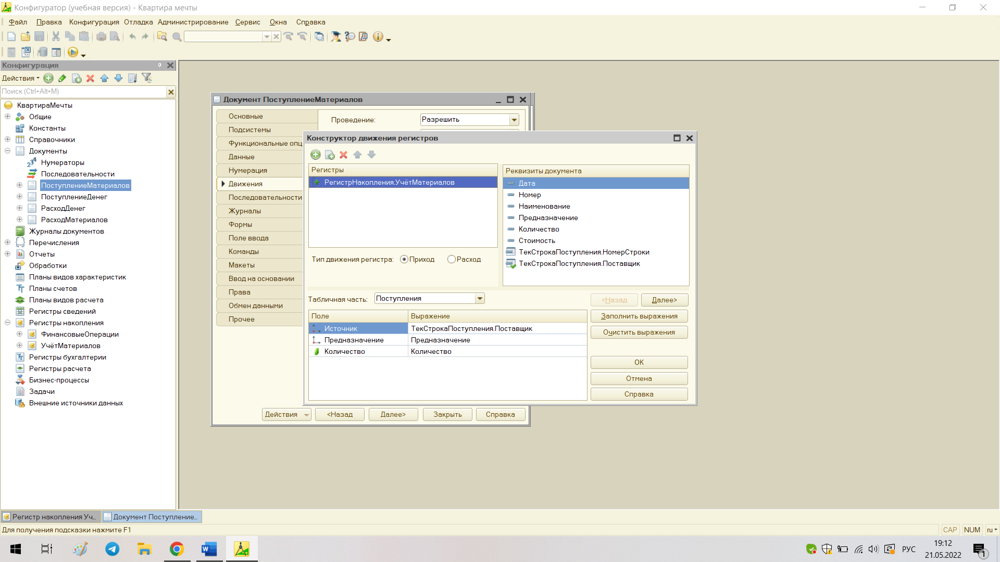 Конфигуратор (учебная версия) - Квартира мечты
Файл Правка Конфигурация Отладка Администрирование Сервис Окна Справка
Конфигурация
Действия
Поиск (Ctrl+Alt+M)
КвартираМечты
Общие
Константы
Справочники
Документы
Нумераторы
Последовательности
ПоступлениеМатериалов
ПоступлениеДенег
РасходДенег
РасходМатериалов
Журналы документов
Перечисления
Отчеты
Обработки
Планы видов характеристик
Планы счетов
Планы видов расчета
Регистры сведений
Регистры накопления
ФинансовыеОперации
УчётМатериалов
Регистры бухгалтерии
Регистры расчета
Бизнес-процессы
Задачи
Внешние источники данных
Документ ПоступлениеМатериалов
Основные
Подсистемы
Функциональные опц
Данные
Нумерация
Движения
Последовательности
Журналы
Формы
Поле ввода
Команды
Макеты
Ввод на основании
Права
Обмен данными
Прочее
Проведение: Разрешить
Действия <Назад Далее> Закрыть Справка
Конструктор движения регистров
Регистры
РегистрНакопления.УчётМатериалов
Реквизиты документа
Дата
Номер
Наименование
Предназначение
Количество
Стоимость
ТекСтрокаПоступления.НомерСтроки
ТекСтрокаПоступления.Поставщик
Тип движения регистра: Приход Расход
Табличная часть: Поступления
<Назад Далее>
Поле Выражение
Источник ТекСтрокаПоступления.Поставщик
Предназначение Предназначение
Количество Количество
Заполнить выражения
Очистить выражения
OK
Отмена
Справка
Регистр накопления Уч...
Документ Поступление...
Для получения подсказки нажмите F1
CAP NUM ru
РУС
19:12
21.05.2022
1